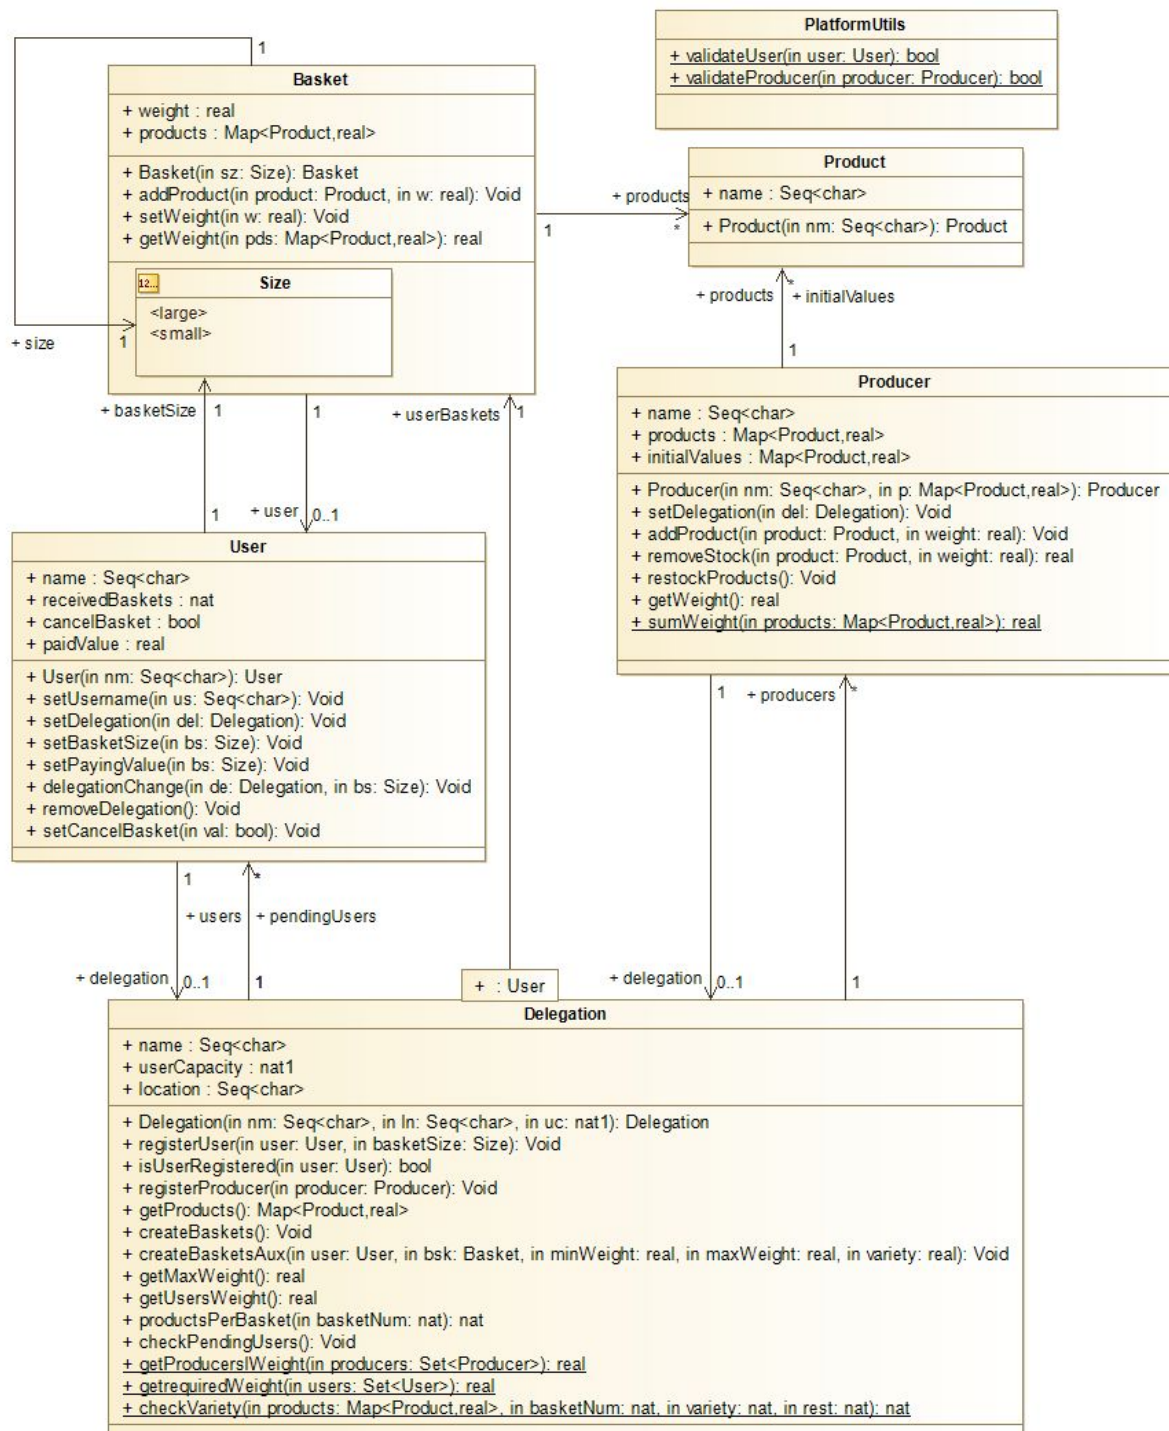 PlatformUtils
+ validateUser(in user: User): bool
+ validateProducer(in producer: Producer): bool
1
Basket
+ weight : real
+ products : Map<Product,real>
+ Basket(in sz: Size): Basket
+ addProduct(in product: Product, in w: real): Void
+ setWeight(in w: real): Void
+ getWeight(in pds: Map<Product,real>): real
12...
Size
<large>
<small>
+ size
1
+ products
1
*
Product
+ name : Seq<char>
+ Product(in nm: Seq<char>): Product
+ products
*
+ initialValues
1
+ basketSize
1
1
+ userBaskets
1
+ user
0..1
1
Producer
+ name : Seq<char>
+ products : Map<Product,real>
+ initialValues : Map<Product,real>
+ Producer(in nm: Seq<char>, in p: Map<Product,real>): Producer
+ setDelegation(in del: Delegation): Void
+ addProduct(in product: Product, in weight: real): Void
+ removeStock(in product: Product, in weight: real): real
+ restockProducts(): Void
+ getWeight(): real
+ sumWeight(in products: Map<Product,real>): real
User
+ name : Seq<char>
+ receivedBaskets : nat
+ cancelBasket : bool
+ paidValue : real
+ User(in nm: Seq<char>): User
+ setUsername(in us: Seq<char>): Void
+ setDelegation(in del: Delegation): Void
+ setBasketSize(in bs: Size): Void
+ setPayingValue(in bs: Size): Void
+ delegationChange(in de: Delegation, in bs: Size): Void
+ removeDelegation(): Void
+ setCancelBasket(in val: bool): Void
1
+ producers
*
1
*
+ users
+ pendingUsers
+ delegation
0..1
1
+ : User
+ delegation
0..1
1
Delegation
+ name : Seq<char>
+ userCapacity : nat1
+ location : Seq<char>
+ Delegation(in nm: Seq<char>, in ln: Seq<char>, in uc: nat1): Delegation
+ registerUser(in user: User, in basketSize: Size): Void
+ isUserRegistered(in user: User): bool
+ registerProducer(in producer: Producer): Void
+ getProducts(): Map<Product,real>
+ createBaskets(): Void
+ createBasketsAux(in user: User, in bsk: Basket, in minWeight: real, in maxWeight: real, in variety: real): Void
+ getMaxWeight(): real
+ getUsersWeight(): real
+ productsPerBasket(in basketNum: nat): nat
+ checkPendingUsers(): Void
+ getProducersIWeight(in producers: Set<Producer>): real
+ getrequiredWeight(in users: Set<User>): real
+ checkVariety(in products: Map<Product,real>, in basketNum: nat, in variety: nat, in rest: nat): nat